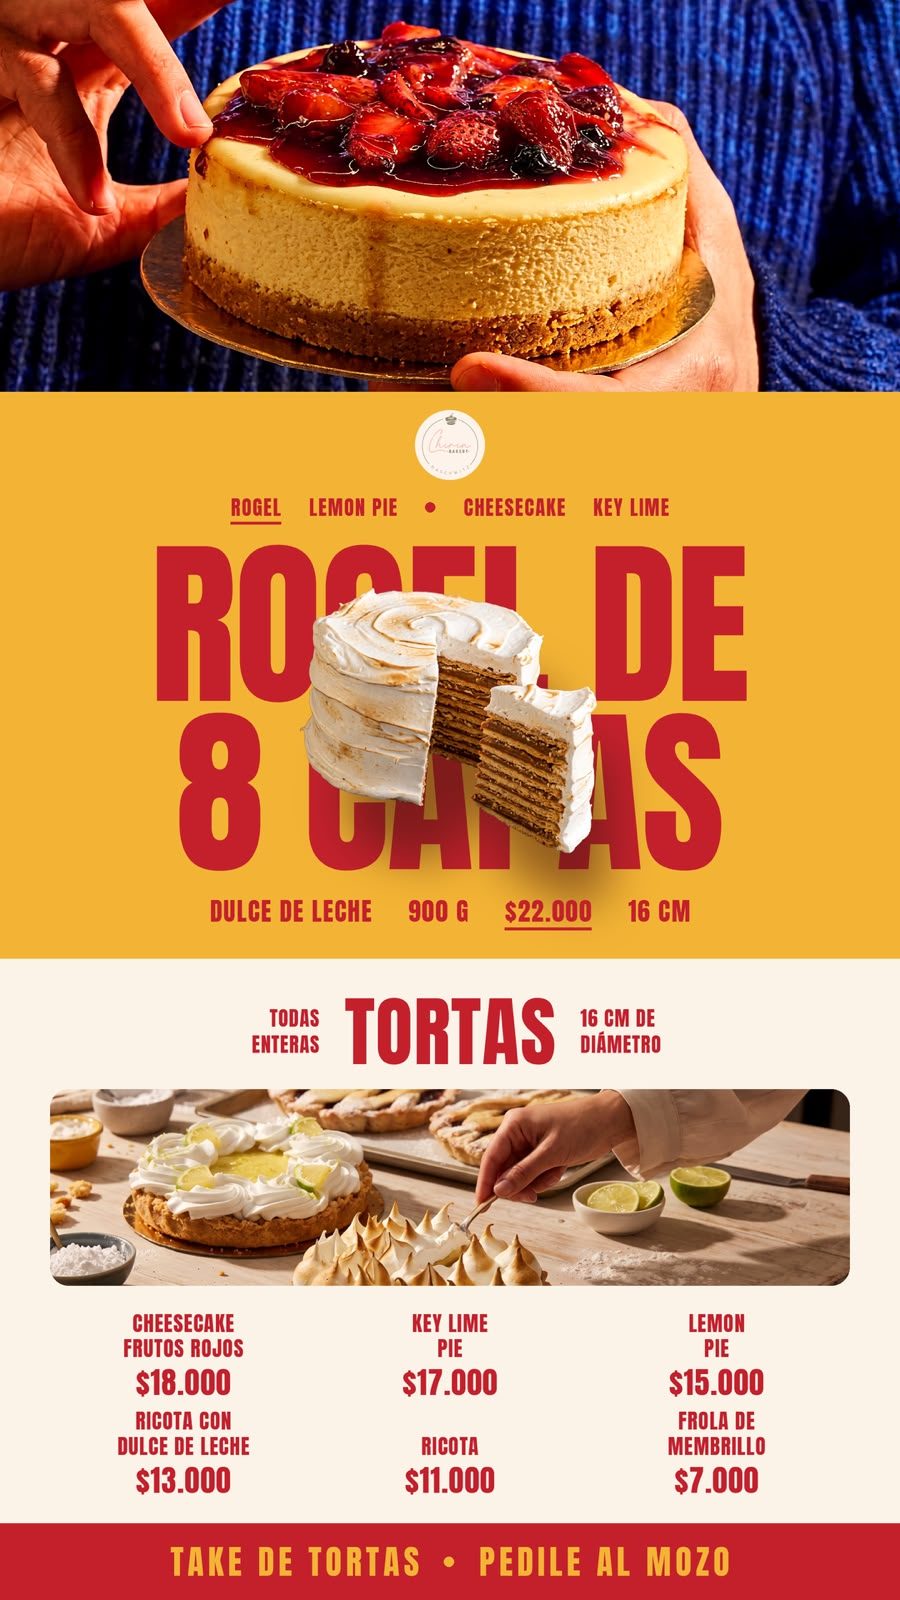 Chinin
BAKERY
MASCHWITZ
ROGEL LEMON PIE • CHEESECAKE KEY LIME
ROGEL DE
8 CAPAS
DULCE DE LECHE 900 G $22.000 16 CM
TODAS ENTERAS
TORTAS
16 CM DE DIÁMETRO
CHEESECAKE FRUTOS ROJOS
$18.000
KEY LIME PIE
$17.000
LEMON PIE
$15.000
RICOTA CON DULCE DE LECHE
$13.000
RICOTA
$11.000
FROLA DE MEMBRILLO
$7.000
TAKE DE TORTAS • PEDILE AL MOZO